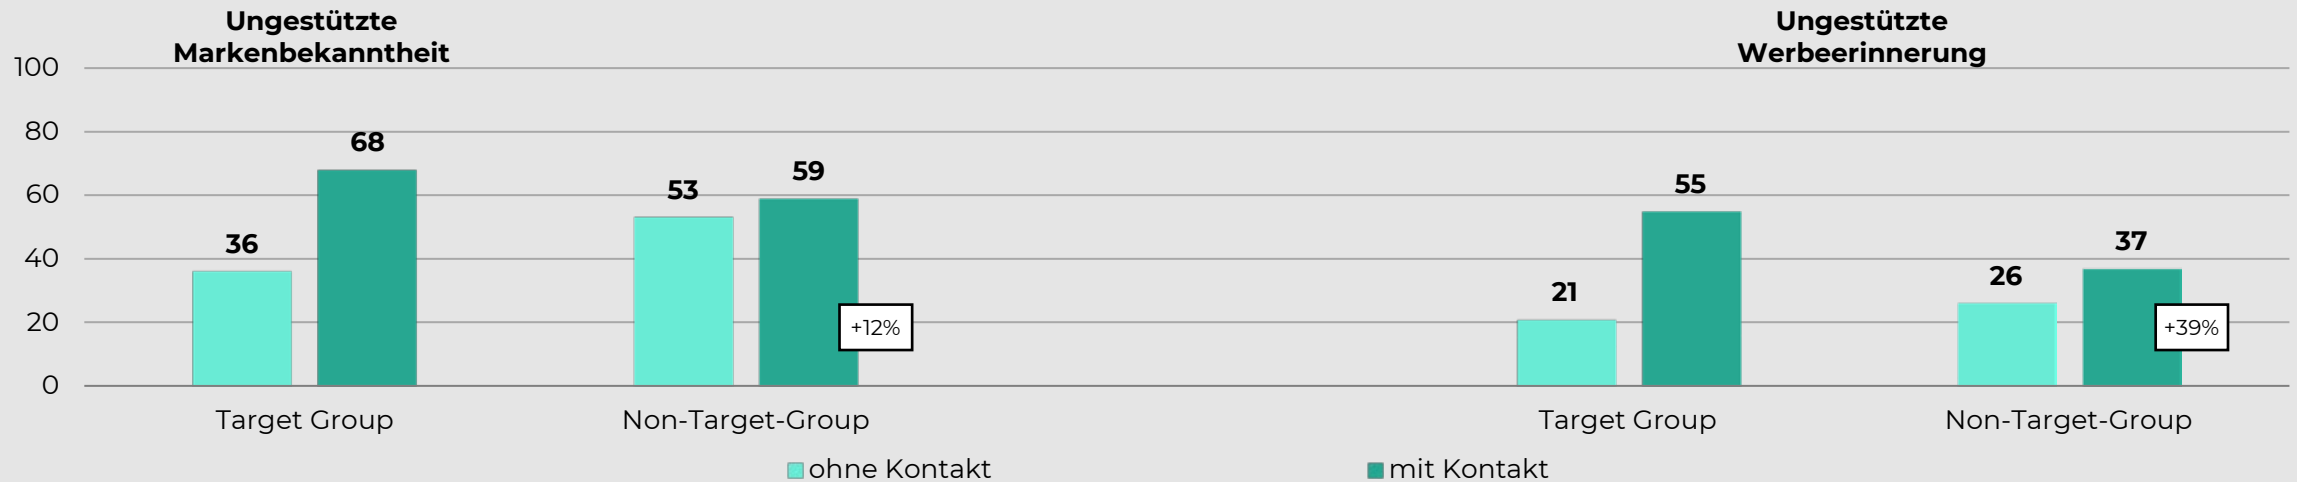 Ungestützte
Markenbekanntheit
Ungestützte
Werbeerinnerung
100
80
60
40
20
0
36
68
53
59
+12%
21
55
26
37
+39%
Target Group
Non-Target-Group
Target Group
Non-Target-Group
ohne Kontakt
mit Kontakt